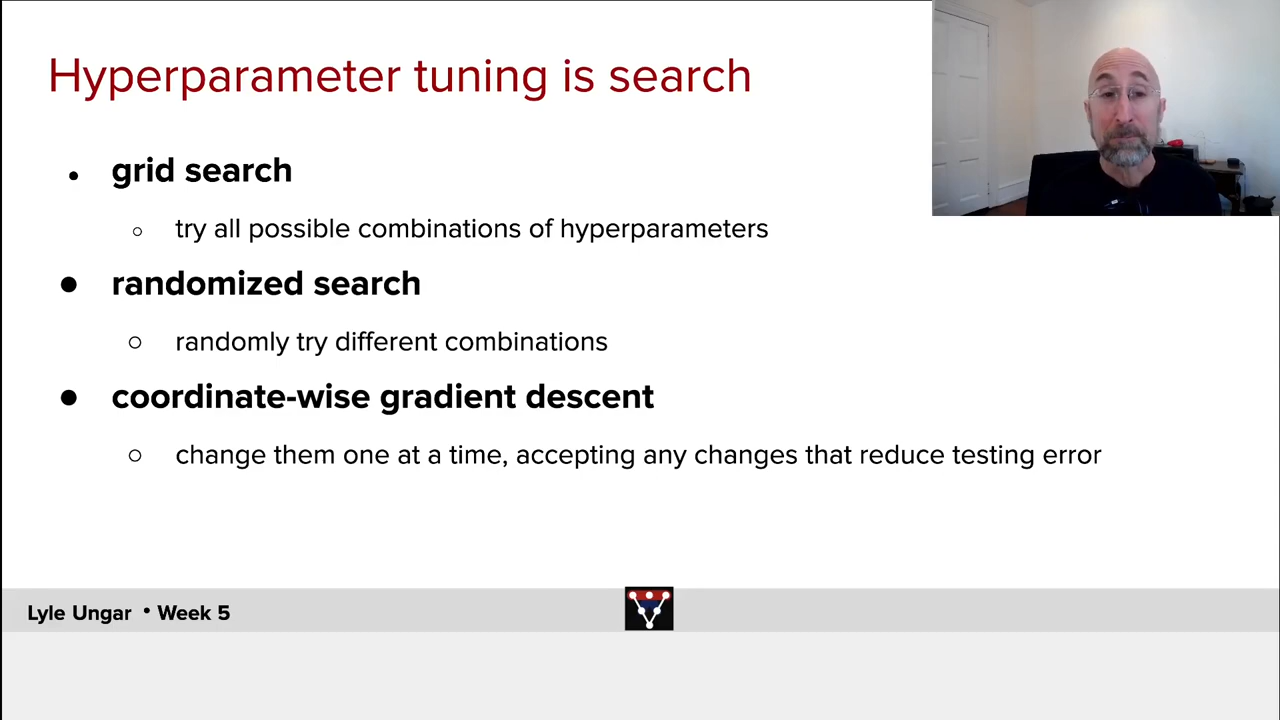 Hyperparameter tuning is search
• grid search
○ try all possible combinations of hyperparameters
● randomized search
○ randomly try different combinations
● coordinate-wise gradient descent
○ change them one at a time, accepting any changes that reduce testing error
Lyle Ungar • Week 5